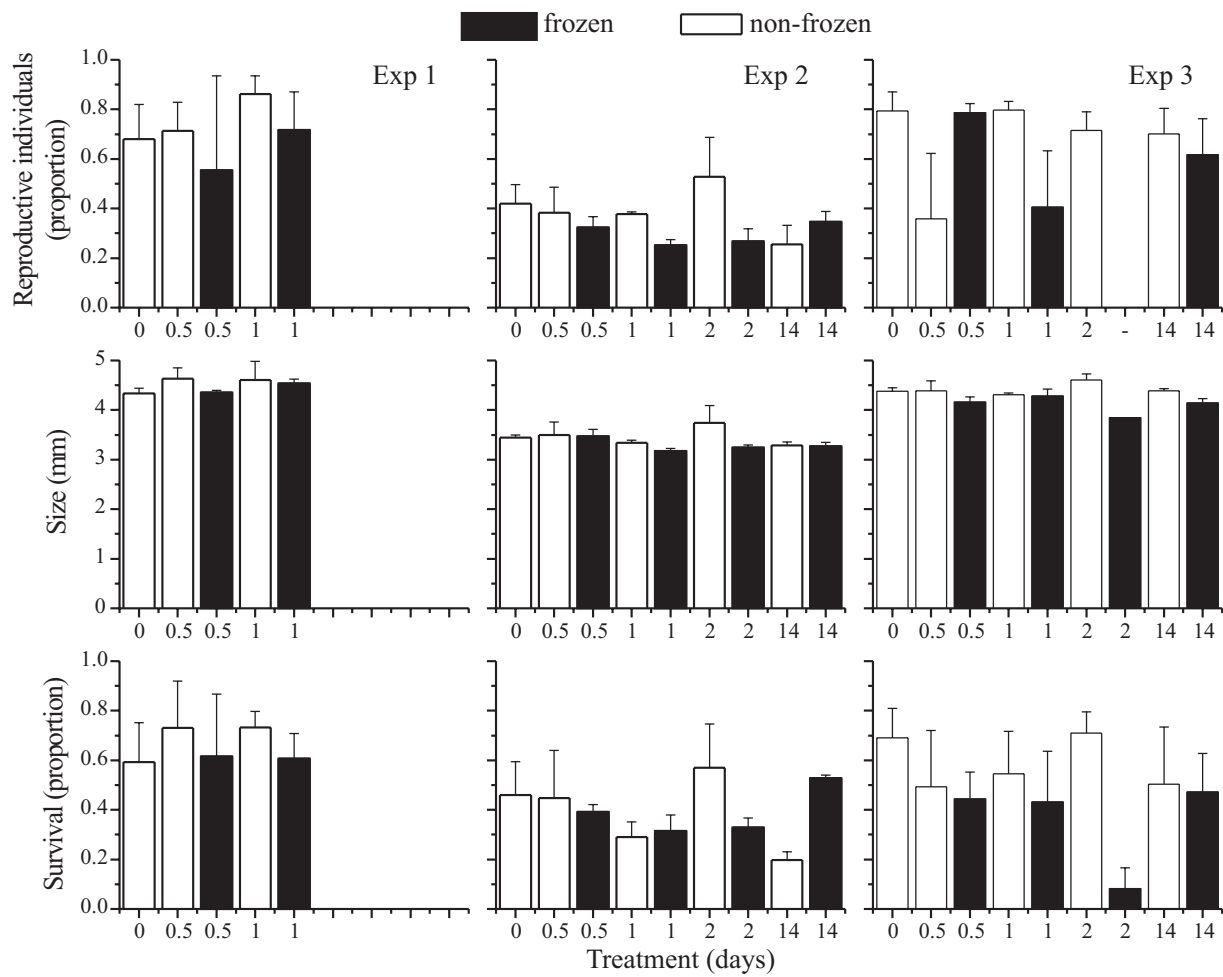 frozen non-frozen
Exp 1 Exp 2 Exp 3
Reproductive individuals
(proportion)
1.0
0.8
0.6
0.4
0.2
0.0
0 0.5 0.5 1 1 0 0.5 0.5 1 1 2 2 14 14 0 0.5 0.5 1 1 2 - 14 14
Size (mm)
5
4
3
2
1
0
0 0.5 0.5 1 1 0 0.5 0.5 1 1 2 2 14 14 0 0.5 0.5 1 1 2 2 14 14
Survival (proportion)
1.0
0.8
0.6
0.4
0.2
0.0
0 0.5 0.5 1 1 0 0.5 0.5 1 1 2 2 14 14 0 0.5 0.5 1 1 2 2 14 14
Treatment (days)